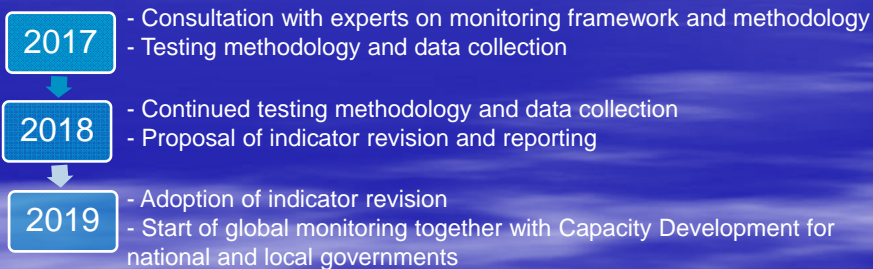 2017
- Consultation with experts on monitoring framework and methodology
- Testing methodology and data collection
2018
- Continued testing methodology and data collection
- Proposal of indicator revision and reporting
2019
- Adoption of indicator revision
- Start of global monitoring together with Capacity Development for
national and local governments